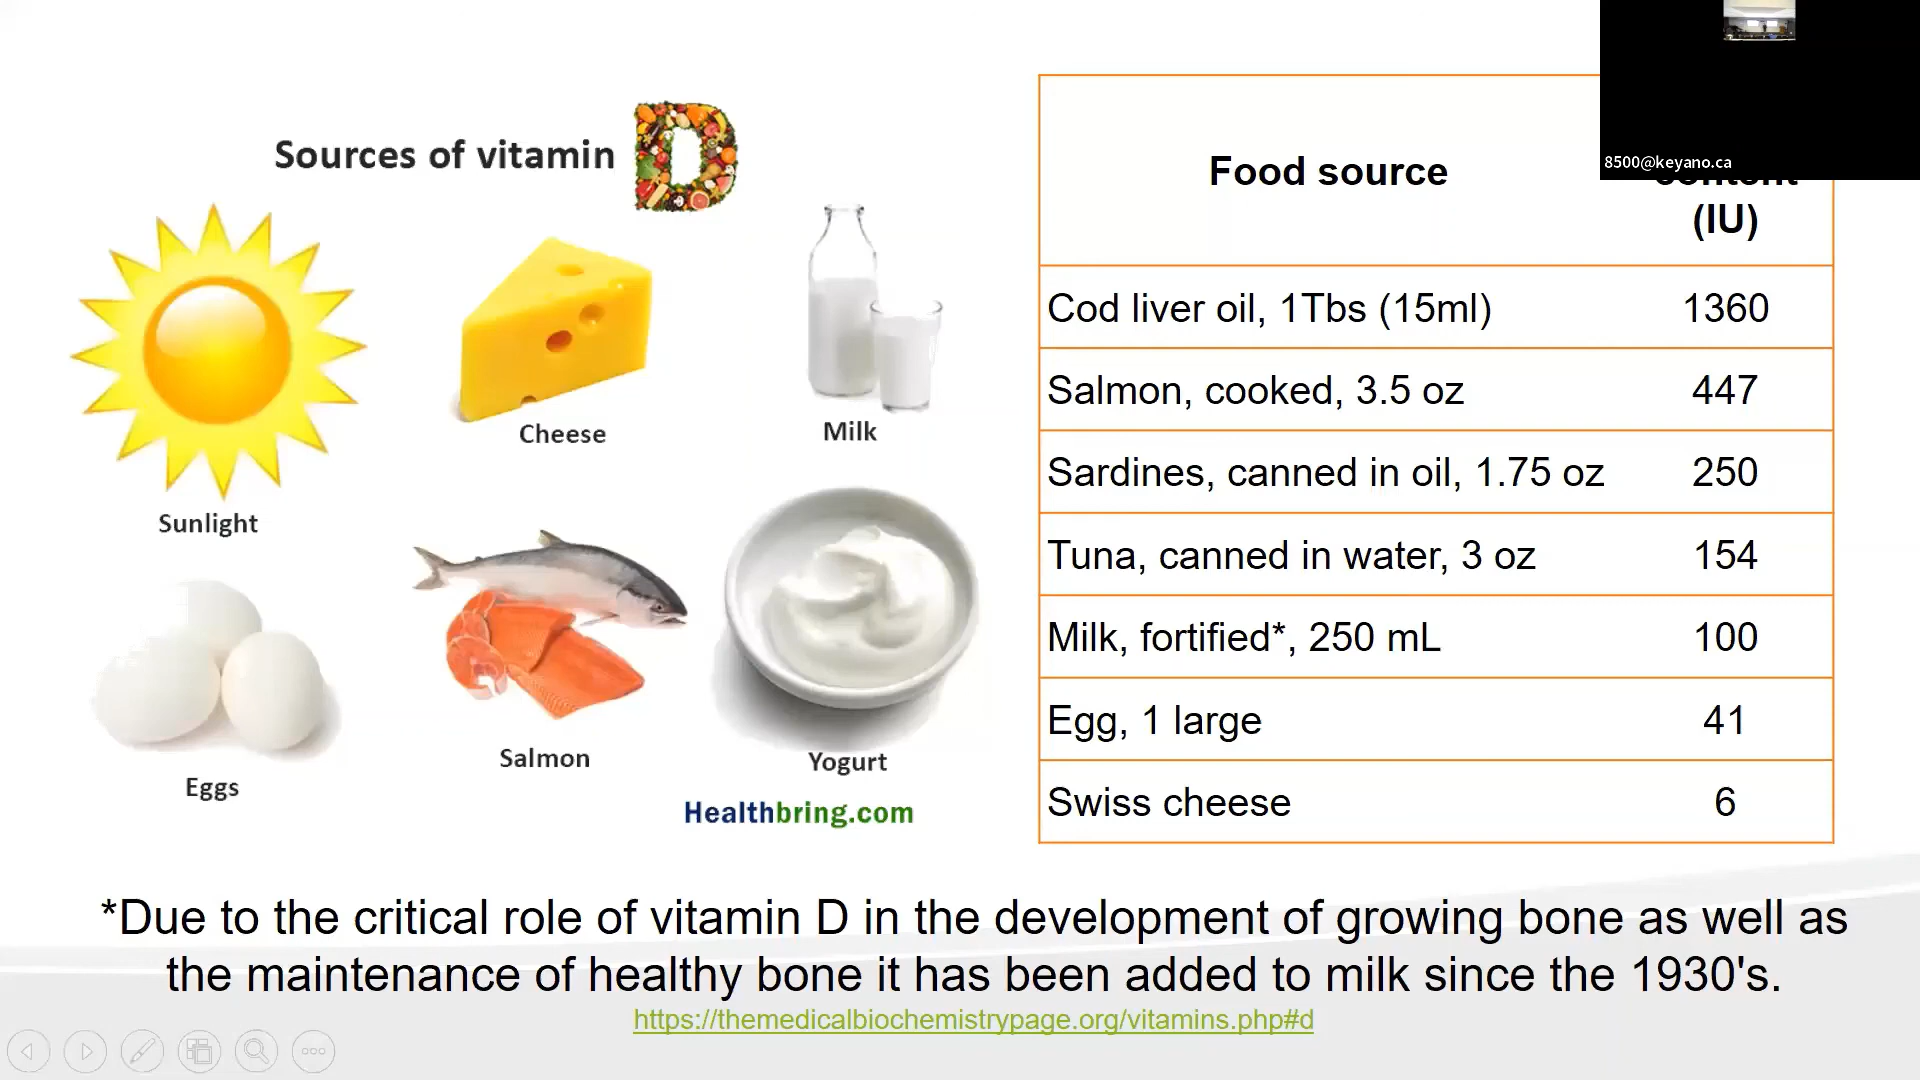 8500@keyano.ca
Sources of vitamin D
Sunlight
Cheese
Milk
Eggs
Salmon
Yogurt
Healthbring.com
Food source
content
(IU)
Cod liver oil, 1Tbs (15ml) 1360
Salmon, cooked, 3.5 oz 447
Sardines, canned in oil, 1.75 oz 250
Tuna, canned in water, 3 oz 154
Milk, fortified*, 250 mL 100
Egg, 1 large 41
Swiss cheese 6
*Due to the critical role of vitamin D in the development of growing bone as well as
the maintenance of healthy bone it has been added to milk since the 1930's.
https://themedicalbiochemistrypage.org/vitamins.php#d